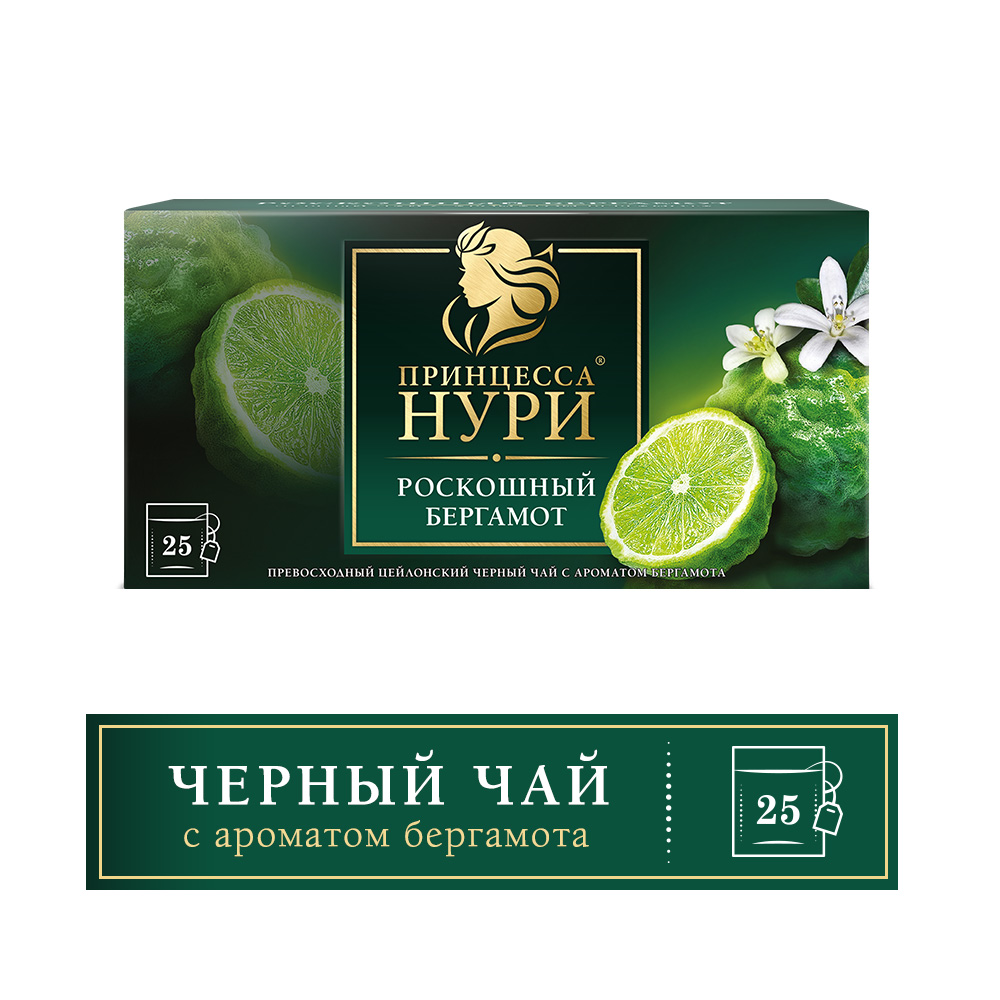 ПРИНЦЕССА®
НУРИ
РОСКОШНЫЙ
БЕРГАМОТ
25
ПРЕВОСХОДНЫЙ ЦЕЙЛОНСКИЙ ЧЕРНЫЙ ЧАЙ С АРОМАТОМ БЕРГАМОТА
ЧЕРНЫЙ ЧАЙ
с ароматом бергамота
25